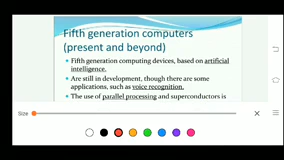 Fifth generation computers
(present and beyond)
Fifth generation computing devices, based on artificial
intelligence.
Are still in development, though there are some
applications, such as voice recognition.
The use of parallel processing and superconductors is
Size